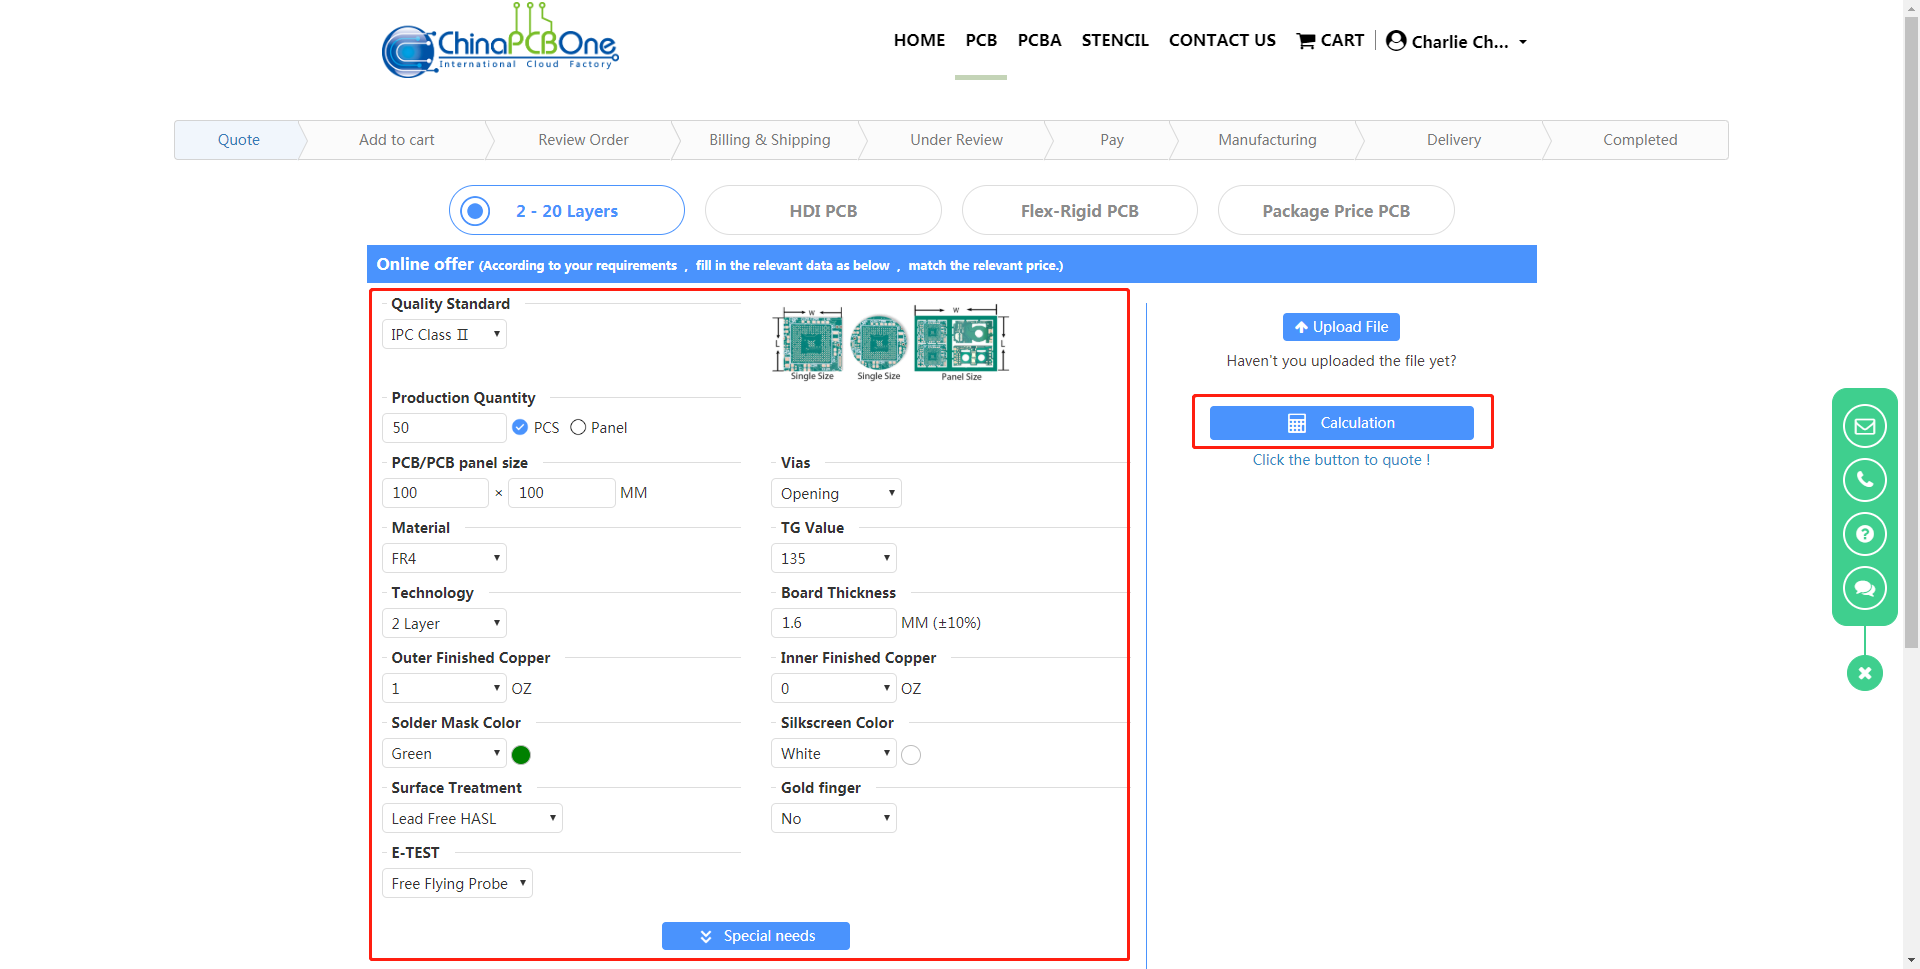 ChinaPCBOne
International Cloud Factory
HOME PCB PCBA STENCIL CONTACT US CART Charlie Ch...
Quote Add to cart Review Order Billing & Shipping Under Review Pay Manufacturing Delivery Completed
2 - 20 Layers HDI PCB Flex-Rigid PCB Package Price PCB
Online offer (According to your requirements , fill in the relevant data as below , match the relevant price.)
Quality Standard
IPC Class Ⅱ
W W
L L
Single Size Single Size Panel Size
Upload File
Haven't you uploaded the file yet?
Calculation
Click the button to quote !
Production Quantity
50 PCS Panel
PCB/PCB panel size Vias
100 × 100 MM Opening
Material TG Value
FR4 135
Technology Board Thickness
2 Layer 1.6 MM (±10%)
Outer Finished Copper Inner Finished Copper
1 OZ 0 OZ
Solder Mask Color Silkscreen Color
Green White
Surface Treatment Gold finger
Lead Free HASL No
E-TEST
Free Flying Probe
Special needs